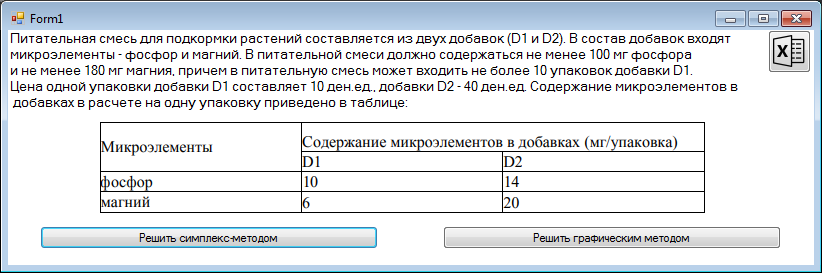 Form1
Питательная смесь для подкормки растений составляется из двух добавок (D1 и D2). В состав добавок входят
микроэлементы - фосфор и магний. В питательной смеси должно содержаться не менее 100 мг фосфора
и не менее 180 мг магния, причем в питательную смесь может входить не более 10 упаковок добавки D1.
Цена одной упаковки добавки D1 составляет 10 ден.ед., добавки D2 - 40 ден.ед. Содержание микроэлементов в
добавках в расчете на одну упаковку приведено в таблице:
Микроэлементы Содержание микроэлементов в добавках (мг/упаковка)
D1 D2
фосфор 10 14
магний 6 20
Решить симплекс-методом Решить графическим методом